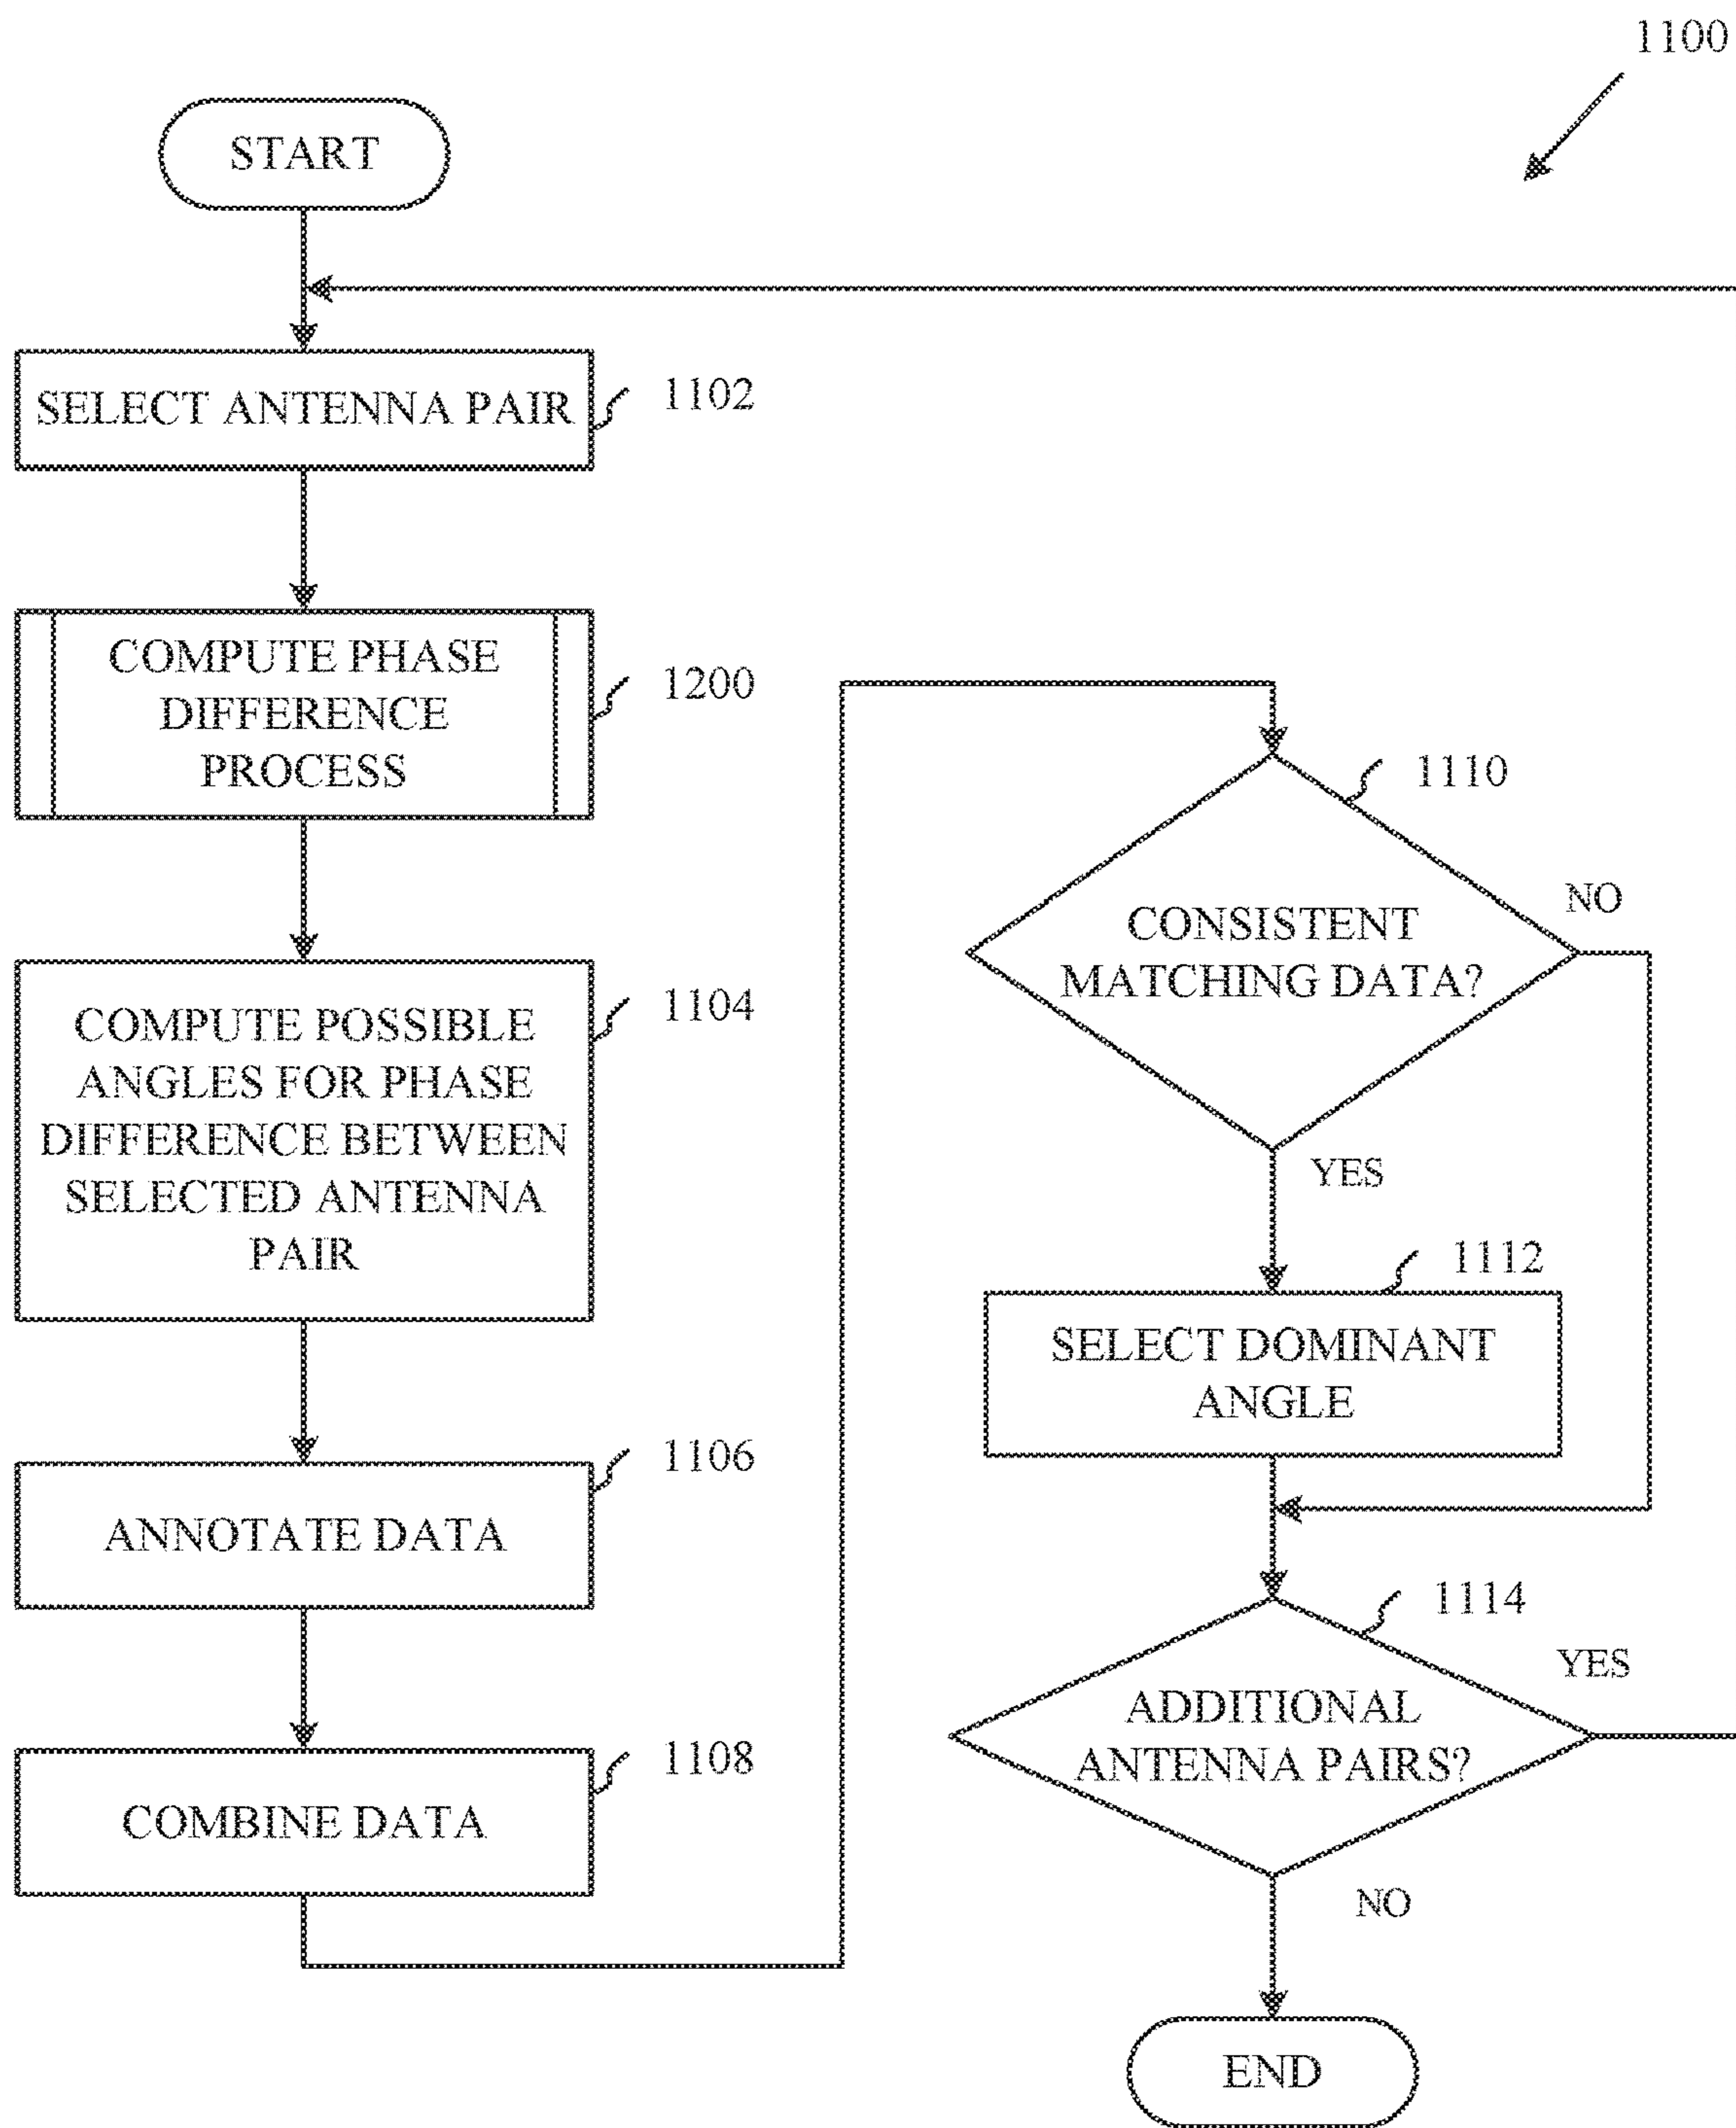 1100
START
SELECT ANTENNA PAIR
1102
COMPUTE PHASE
DIFFERENCE
PROCESS
1200
COMPUTE POSSIBLE
ANGLES FOR PHASE
DIFFERENCE BETWEEN
SELECTED ANTENNA
PAIR
1104
ANNOTATE DATA
1106
COMBINE DATA
1108
CONSISTENT
MATCHING DATA?
1110
NO
YES
SELECT DOMINANT
ANGLE
1112
ADDITIONAL
ANTENNA PAIRS?
1114
YES
NO
END